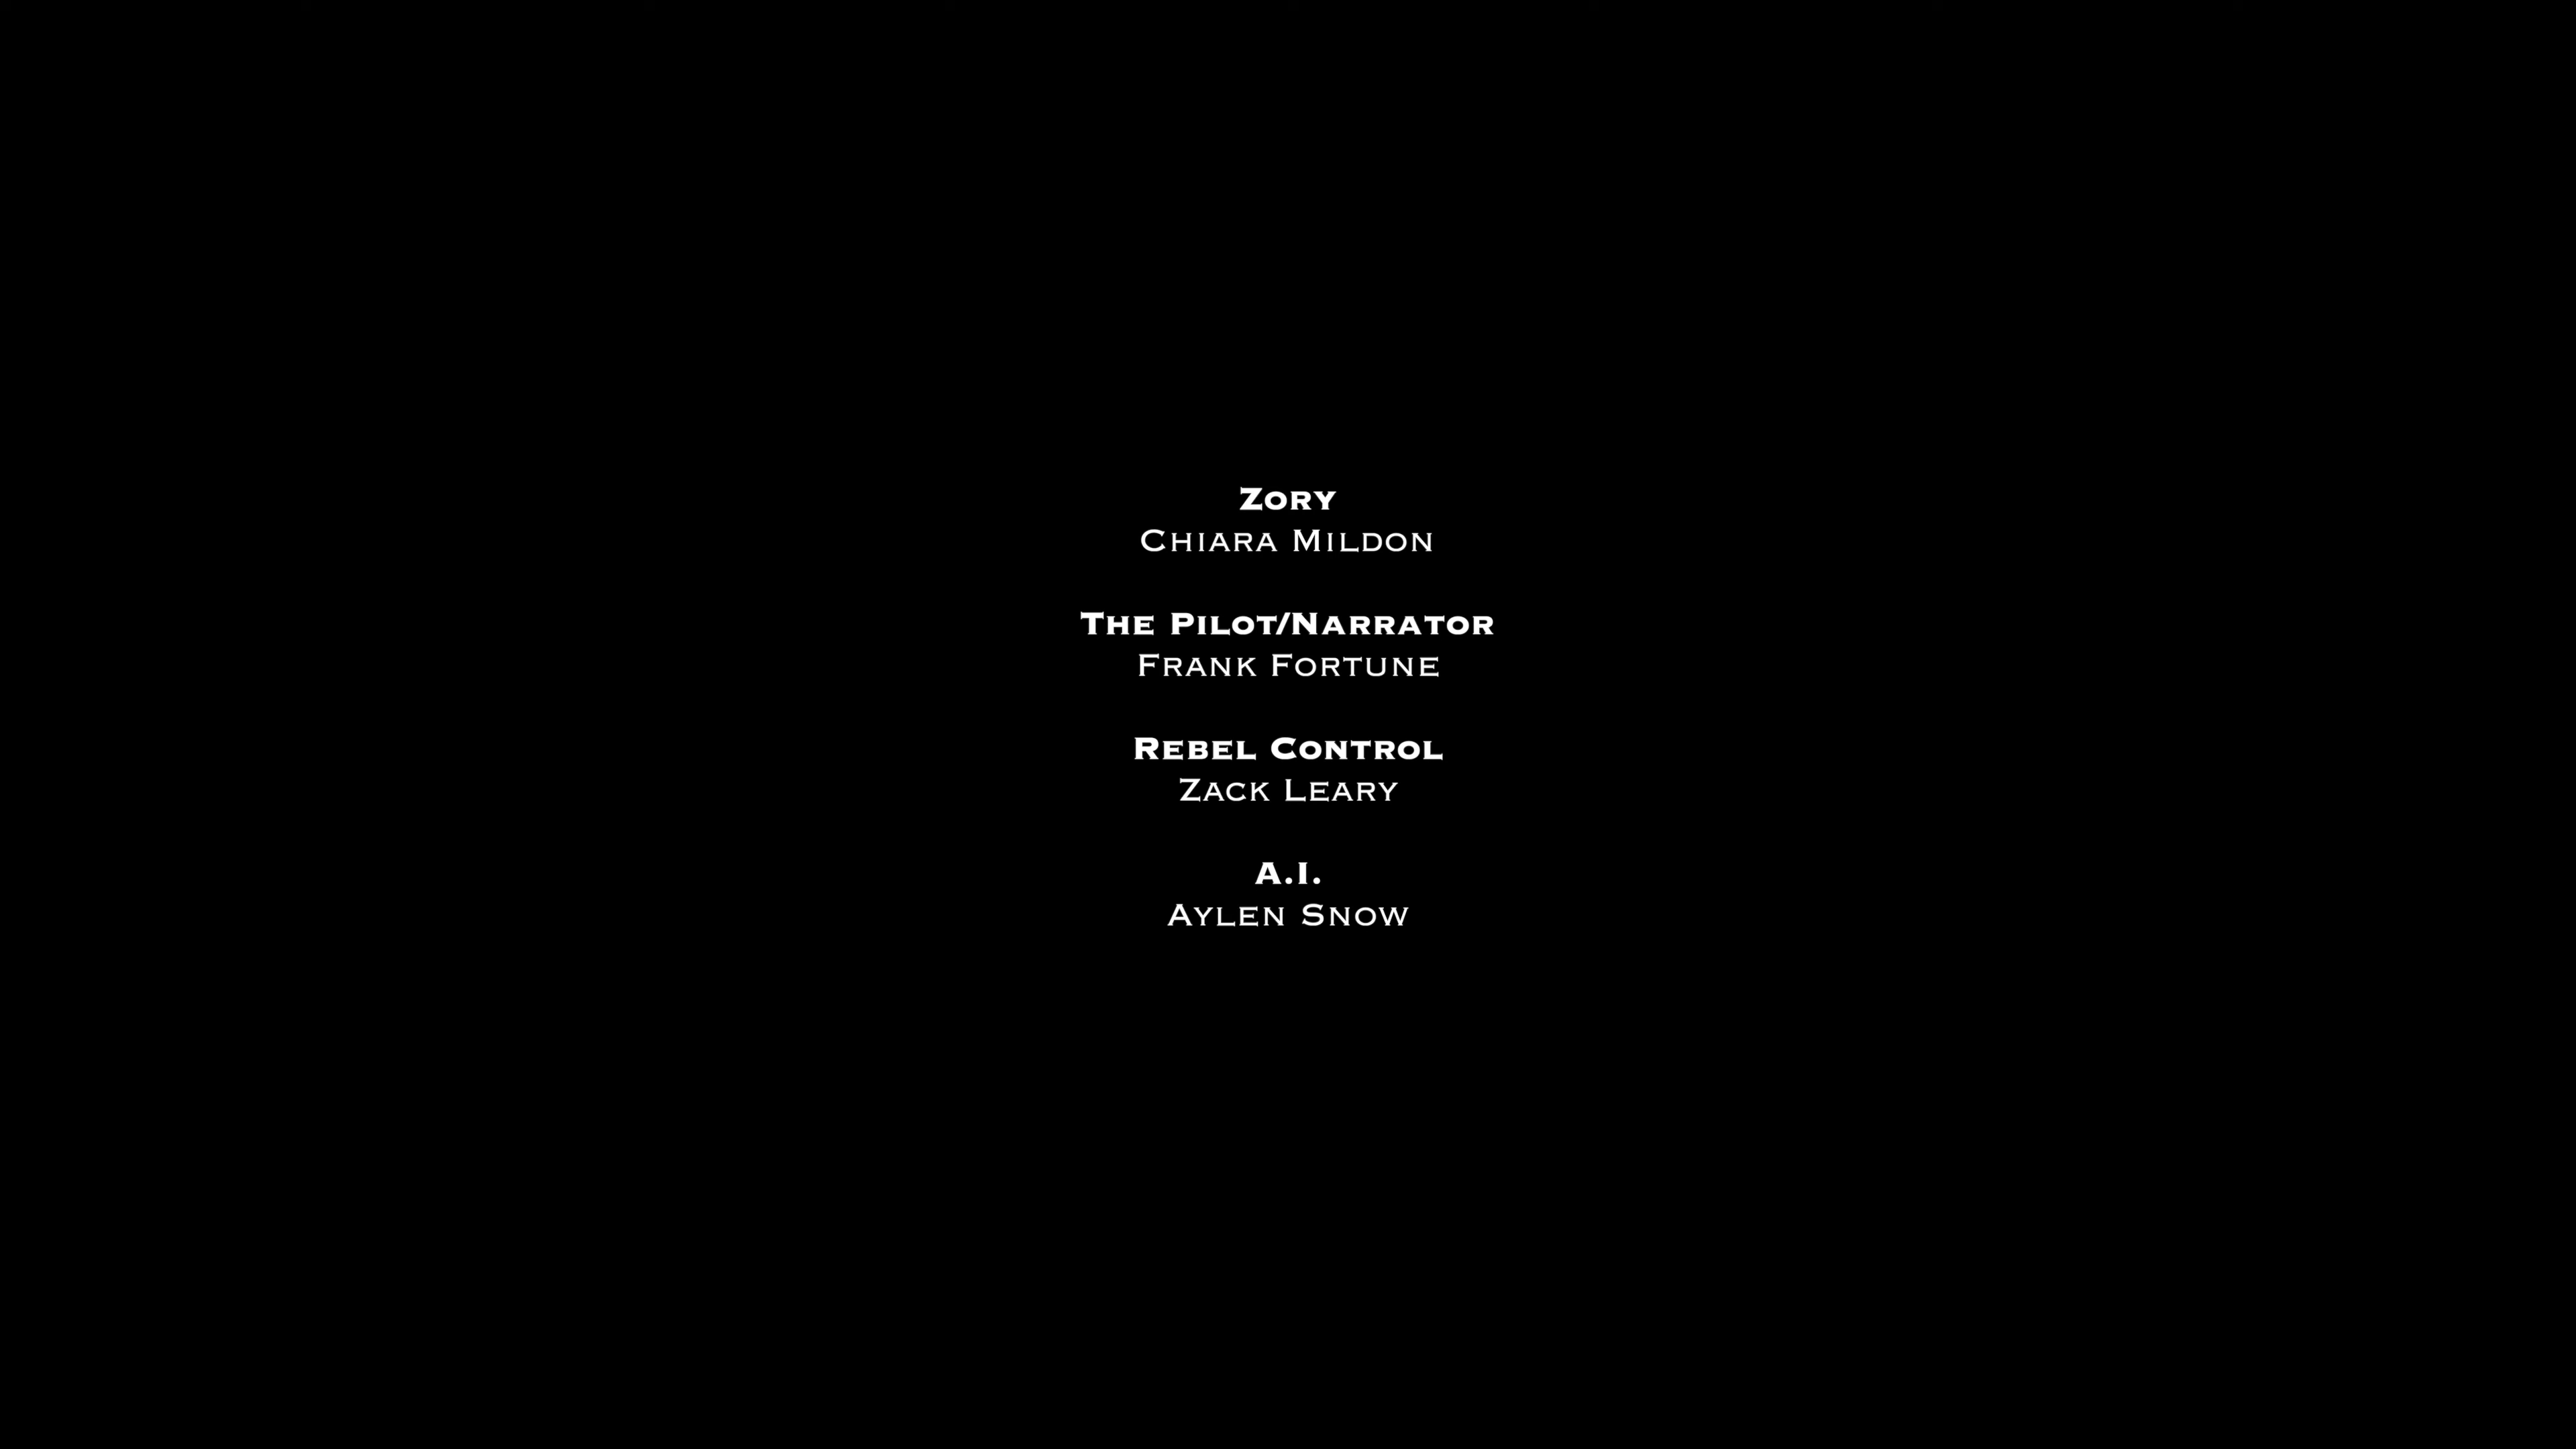 Zory
Chiara Mildon
The Pilot/Narrator
Frank Fortune
Rebel Control
Zack Leary
A.I.
Aylen Snow